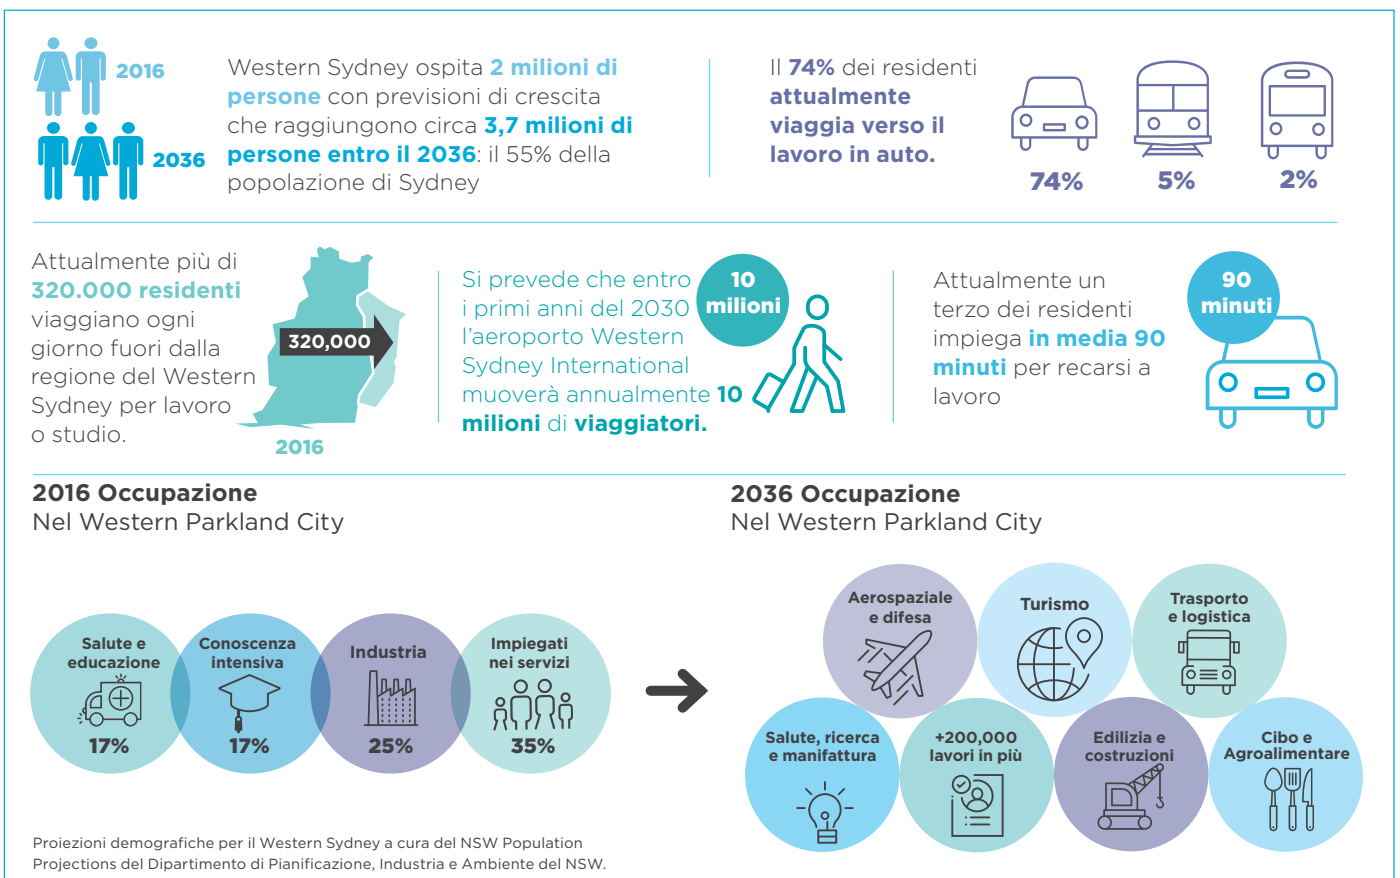 2016
2036
Western Sydney ospita 2 milioni di
persone con previsioni di crescita
che raggiungono circa 3,7 milioni di
persone entro il 2036: il 55% della
popolazione di Sydney
Il 74% dei residenti
attualmente
viaggia verso il
lavoro in auto.
74%
5%
2%
Attualmente più di
320.000 residenti
viaggiano ogni
giorno fuori dalla
regione del Western
Sydney per lavoro
o studio.
320,000
2016
Si prevede che entro
i primi anni del 2030
l'aeroporto Western
Sydney International
muoverà annualmente 10
milioni di viaggiatori.
10
milioni
Attualmente un
terzo dei residenti
impiega in media 90
minuti per recarsi a
lavoro
90
minuti
2016 Occupazione
Nel Western Parkland City
Salute e
educazione
17%
Conoscenza
intensiva
17%
Industria
25%
Impiegati
nei servizi
35%
2036 Occupazione
Nel Western Parkland City
Aerospaziale
e difesa
Turismo
Trasporto
e logistica
Salute, ricerca
e manifattura
+200,000
lavori in più
Edilizia e
costruzioni
Cibo e
Agroalimentare
Proiezioni demografiche per il Western Sydney a cura del NSW Population
Projections del Dipartimento di Pianificazione, Industria e Ambiente del NSW.